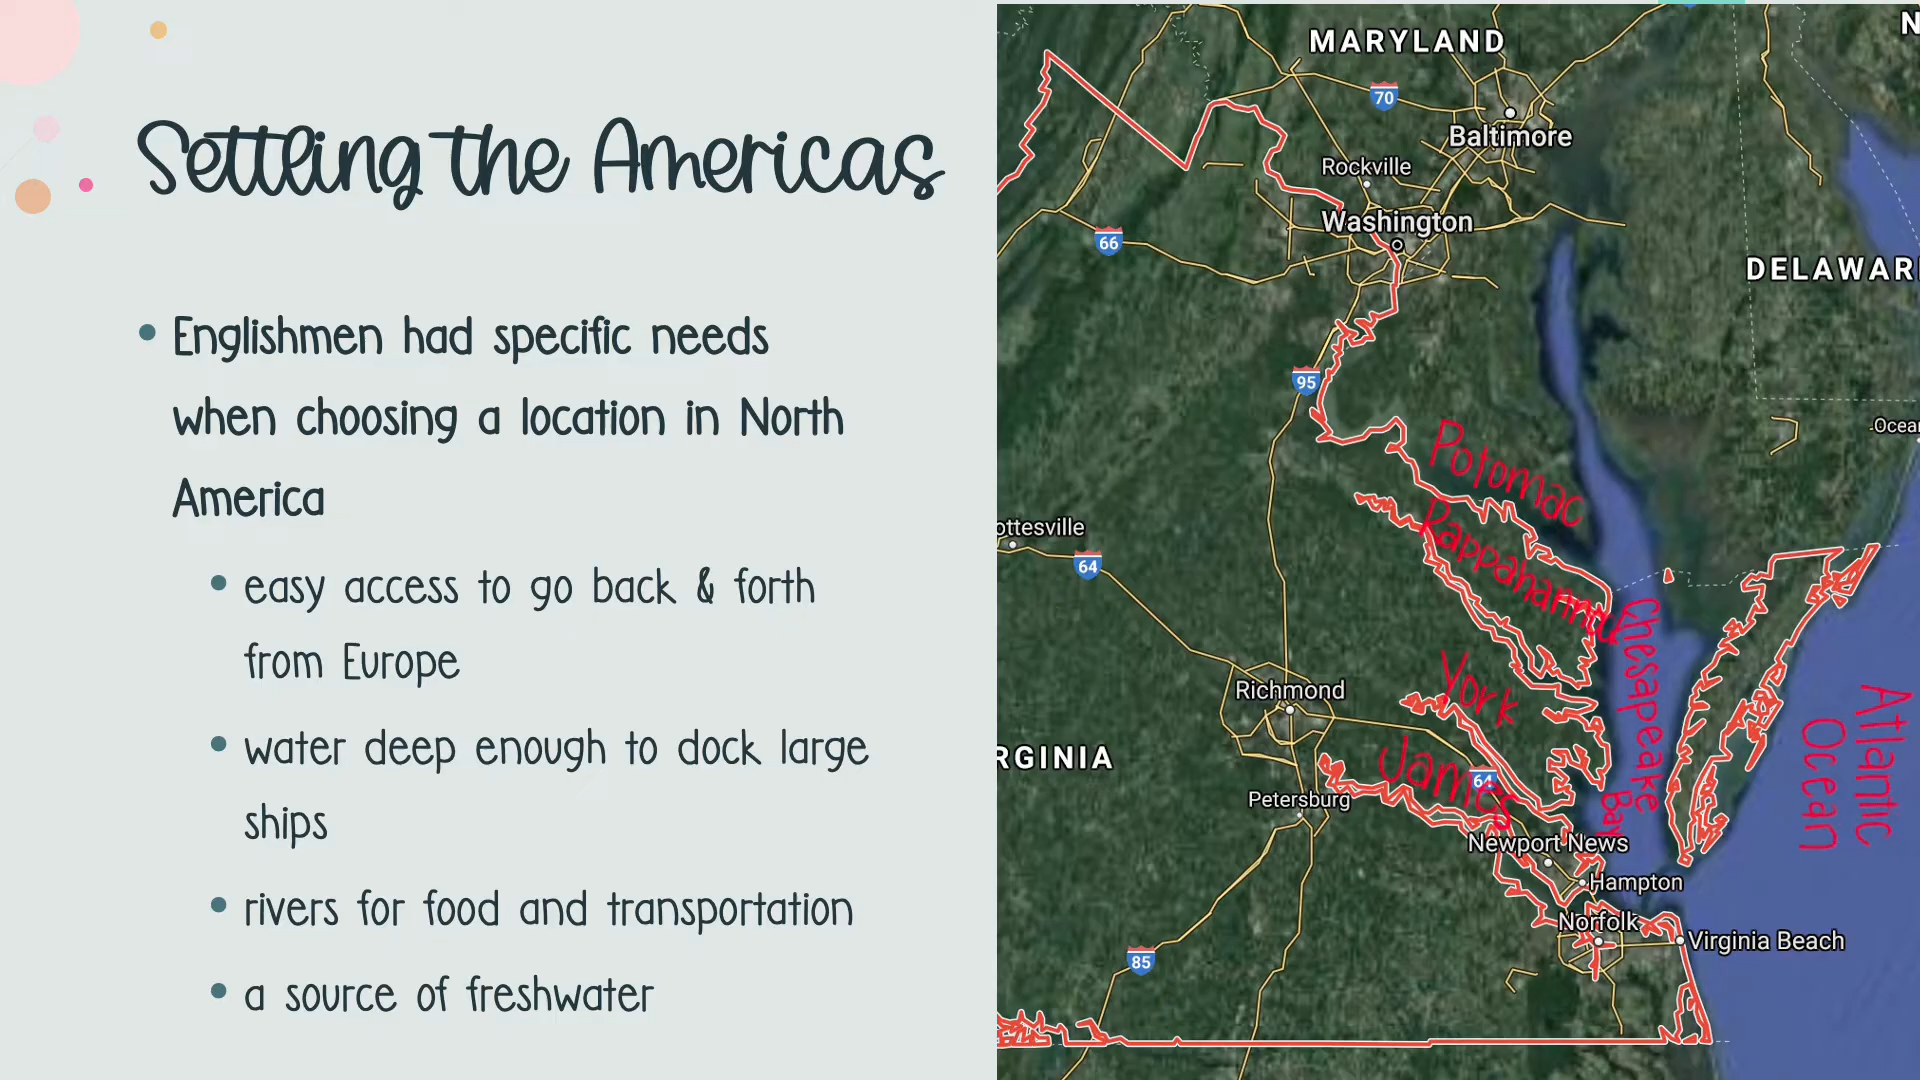 Settling the Americas
Englishmen had specific needs
when choosing a location in North
America
easy access to go back & forth
from Europe
water deep enough to dock large
ships
rivers for food and transportation
a source of freshwater
MARYLAND
70
Baltimore
Rockville
Washington
66
DELAWAR
95
Potomac
Rappahannock
ottesville
64
Chesapeake
Bay
York
Richmond
Atlantic
Ocean
RGINIA
James
64
Petersburg
Newport News
Hampton
Norfolk
Virginia Beach
85
N
Ocean